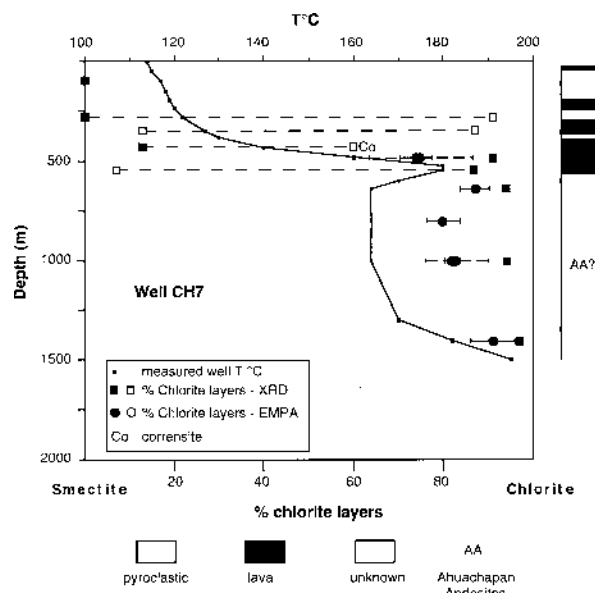 T°C
100 120 140 160 180 200
Co
500
1000
1500
2000
Depth (m)
Well CH7
AA?
measured well T °C
% Chlorite layers - XRD
% Chlorite layers - EMPA
Co corrensite
Smectite 20 40 60 80 Chlorite
% chlorite layers
pyroclastic lava unknown AA
Ahuachapan
Andesites